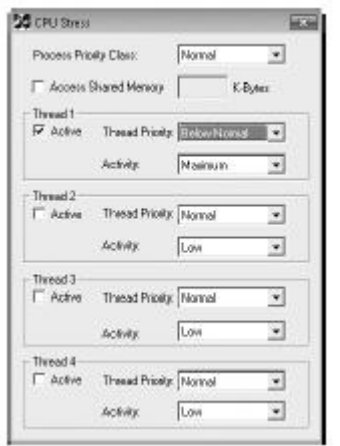 CPU Stress
Process Priority Class: Normal
Access Shared Memory K-Bytes
Thread 1
Active Thread Priority: Below Normal
Activity: Maximum
Thread 2
Active Thread Priority: Normal
Activity: Low
Thread 3
Active Thread Priority: Normal
Activity: Low
Thread 4
Active Thread Priority: Normal
Activity: Low